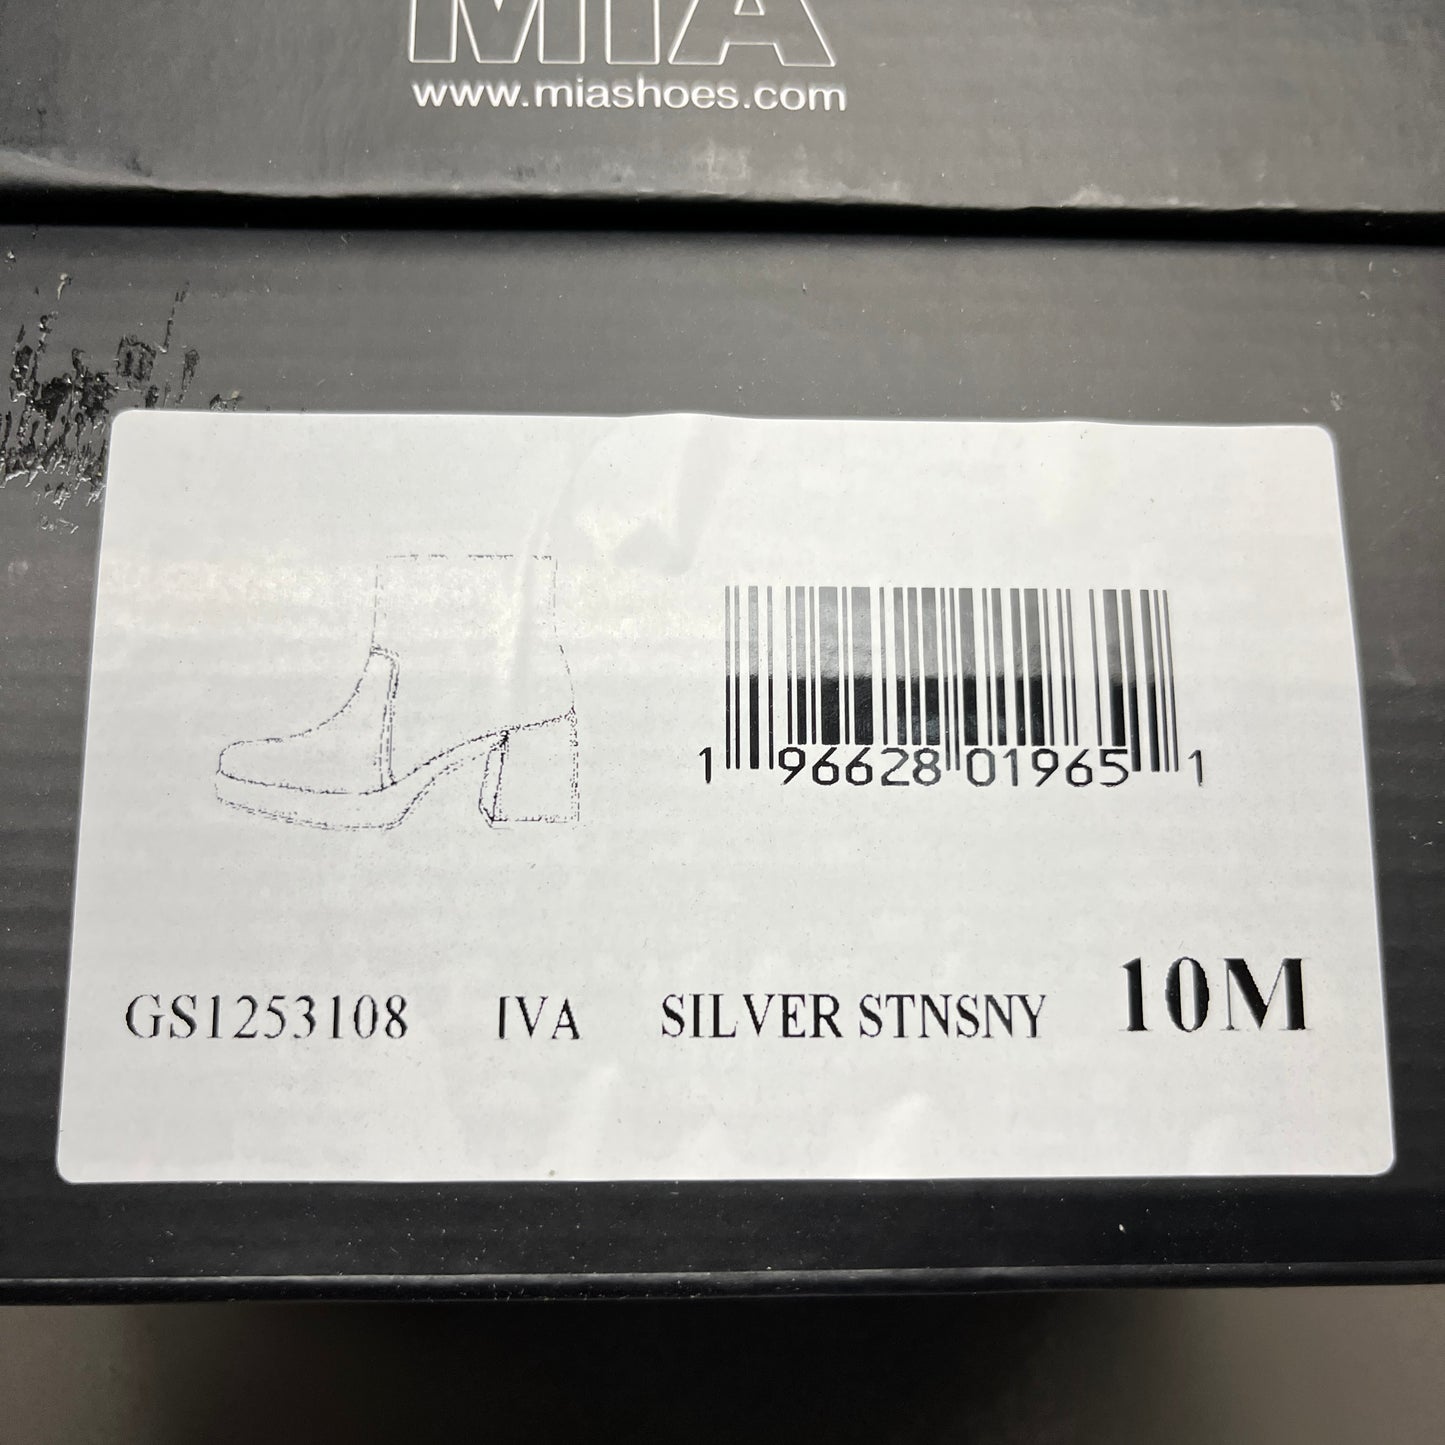 MIA
www.miashoes.com
1 96628 01965 1
GS1253108 IVA SILVER STNSNY 10M